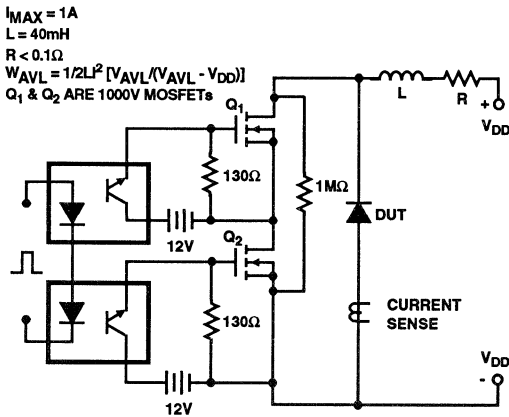 IMAX = 1A
L = 40mH
R < 0.1Ω
WAVL = 1/2LI² [VAVL/(VAVL - VDD)]
Q1 & Q2 ARE 1000V MOSFETs
Q1
L
R
+
VDD
130Ω
1MΩ
12V
DUT
Q2
130Ω
CURRENT
SENSE
VDD
-
12V